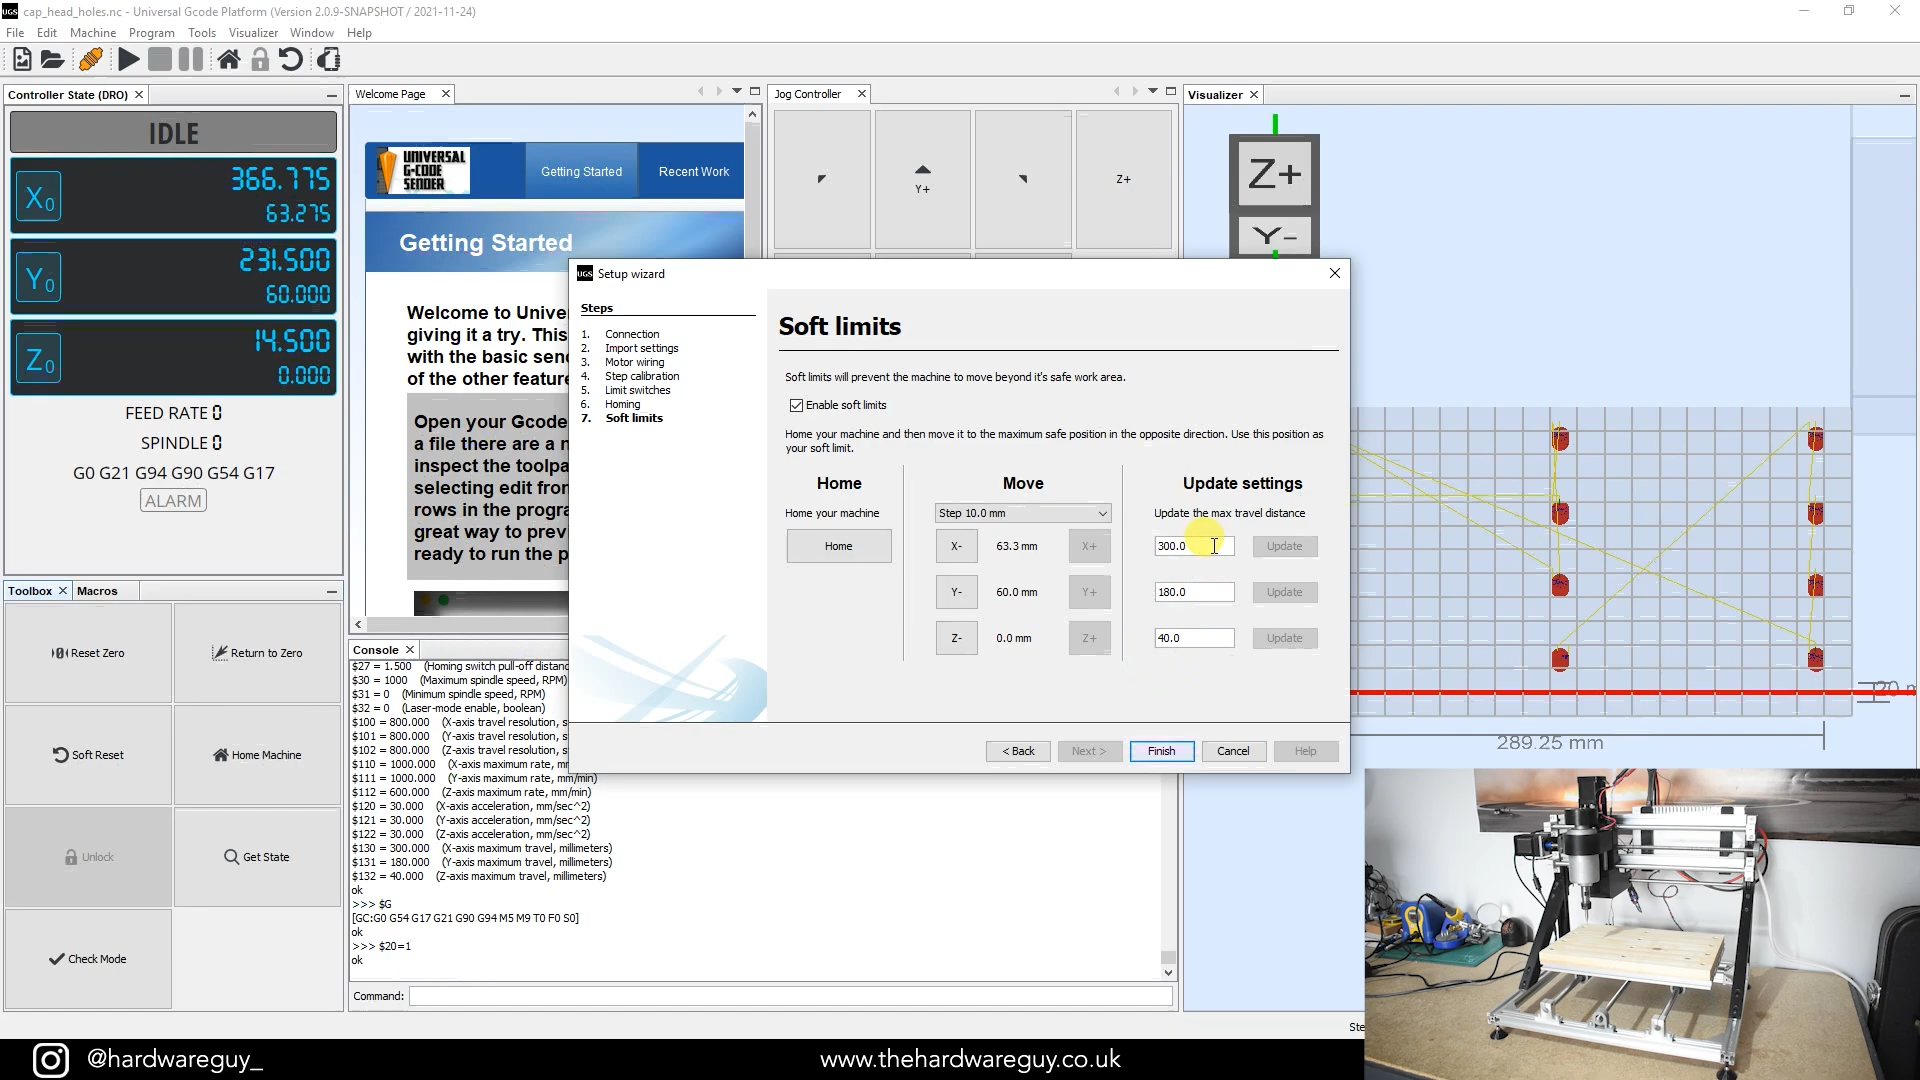 cap_head_holes.nc - Universal Gcode Platform (Version 2.0.9-SNAPSHOT / 2021-11-24)
File Edit Machine Program Tools Visualizer Window Help
Controller State (DRO)
IDLE
X0 366.775
63.275
Y0 231.500
60.000
Z0 14.500
0.000
FEED RATE 0
SPINDLE 0
G0 G21 G94 G90 G54 G17
ALARM
Toolbox Macros
Reset Zero Return to Zero
Soft Reset Home Machine
Unlock Get State
Check Mode
Welcome Page
UNIVERSAL
G-CODE
SENDER
Getting Started Recent Work
Getting Started
Welcome to Unive
giving it a try. This
with the basic sen
of the other feature
Open your Gcode
a file there are a n
inspect the toolpa
selecting edit fron
rows in the progra
great way to previ
ready to run the p
Jog Controller
Y+
Z+
Visualizer
Z+
Y-
289.25 mm
UGS Setup wizard
Steps
1. Connection
2. Import settings
3. Motor wiring
4. Step calibration
5. Limit switches
6. Homing
7. Soft limits
Soft limits
Soft limits will prevent the machine to move beyond it's safe work area.
Enable soft limits
Home your machine and then move it to the maximum safe position in the opposite direction. Use this position as
your soft limit.
Home Move Update settings
Home your machine Step 10.0 mm Update the max travel distance
Home X- 63.3 mm X+ 300.0 Update
Y- 60.0 mm Y+ 180.0 Update
Z- 0.0 mm Z+ 40.0 Update
< Back Next > Finish Cancel Help
Console
$27 = 1.500 (Homing switch pull-off distanc
$30 = 1000 (Maximum spindle speed, RPM)
$31 = 0 (Minimum spindle speed, RPM)
$32 = 0 (Laser-mode enable, boolean)
$100 = 800.000 (X-axis travel resolution, s
$101 = 800.000 (Y-axis travel resolution, s
$102 = 800.000 (Z-axis travel resolution, s
$110 = 1000.000 (X-axis maximum rate, mm
$111 = 1000.000 (Y-axis maximum rate, mm/min)
$112 = 600.000 (Z-axis maximum rate, mm/min)
$120 = 30.000 (X-axis acceleration, mm/sec^2)
$121 = 30.000 (Y-axis acceleration, mm/sec^2)
$122 = 30.000 (Z-axis acceleration, mm/sec^2)
$130 = 300.000 (X-axis maximum travel, millimeters)
$131 = 180.000 (Y-axis maximum travel, millimeters)
$132 = 40.000 (Z-axis maximum travel, millimeters)
ok
>>> $G
[GC:G0 G54 G17 G21 G90 G94 M5 M9 T0 F0 S0]
ok
>>> $20=1
ok
Command:
Ste
@hardwareguy_
www.thehardwareguy.co.uk